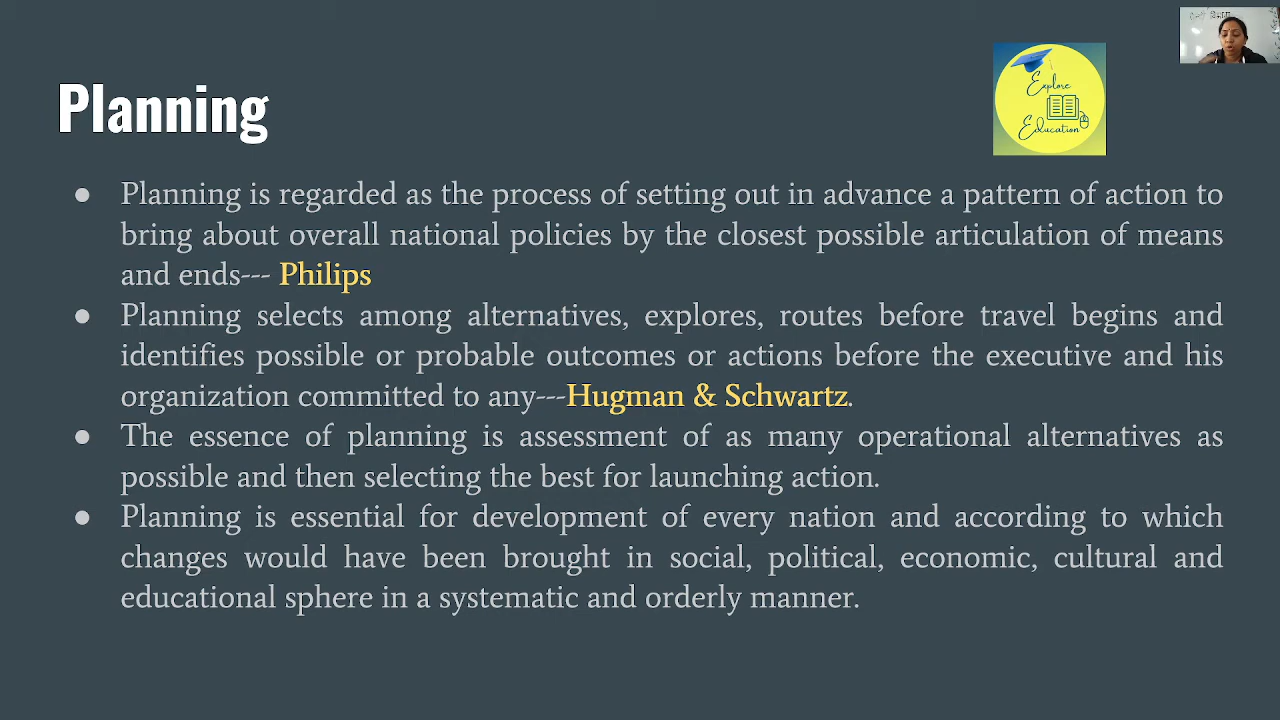 Planning
Explore
Education
Planning is regarded as the process of setting out in advance a pattern of action to
bring about overall national policies by the closest possible articulation of means
and ends--- Philips
Planning selects among alternatives, explores, routes before travel begins and
identifies possible or probable outcomes or actions before the executive and his
organization committed to any---Hugman & Schwartz.
The essence of planning is assessment of as many operational alternatives as
possible and then selecting the best for launching action.
Planning is essential for development of every nation and according to which
changes would have been brought in social, political, economic, cultural and
educational sphere in a systematic and orderly manner.